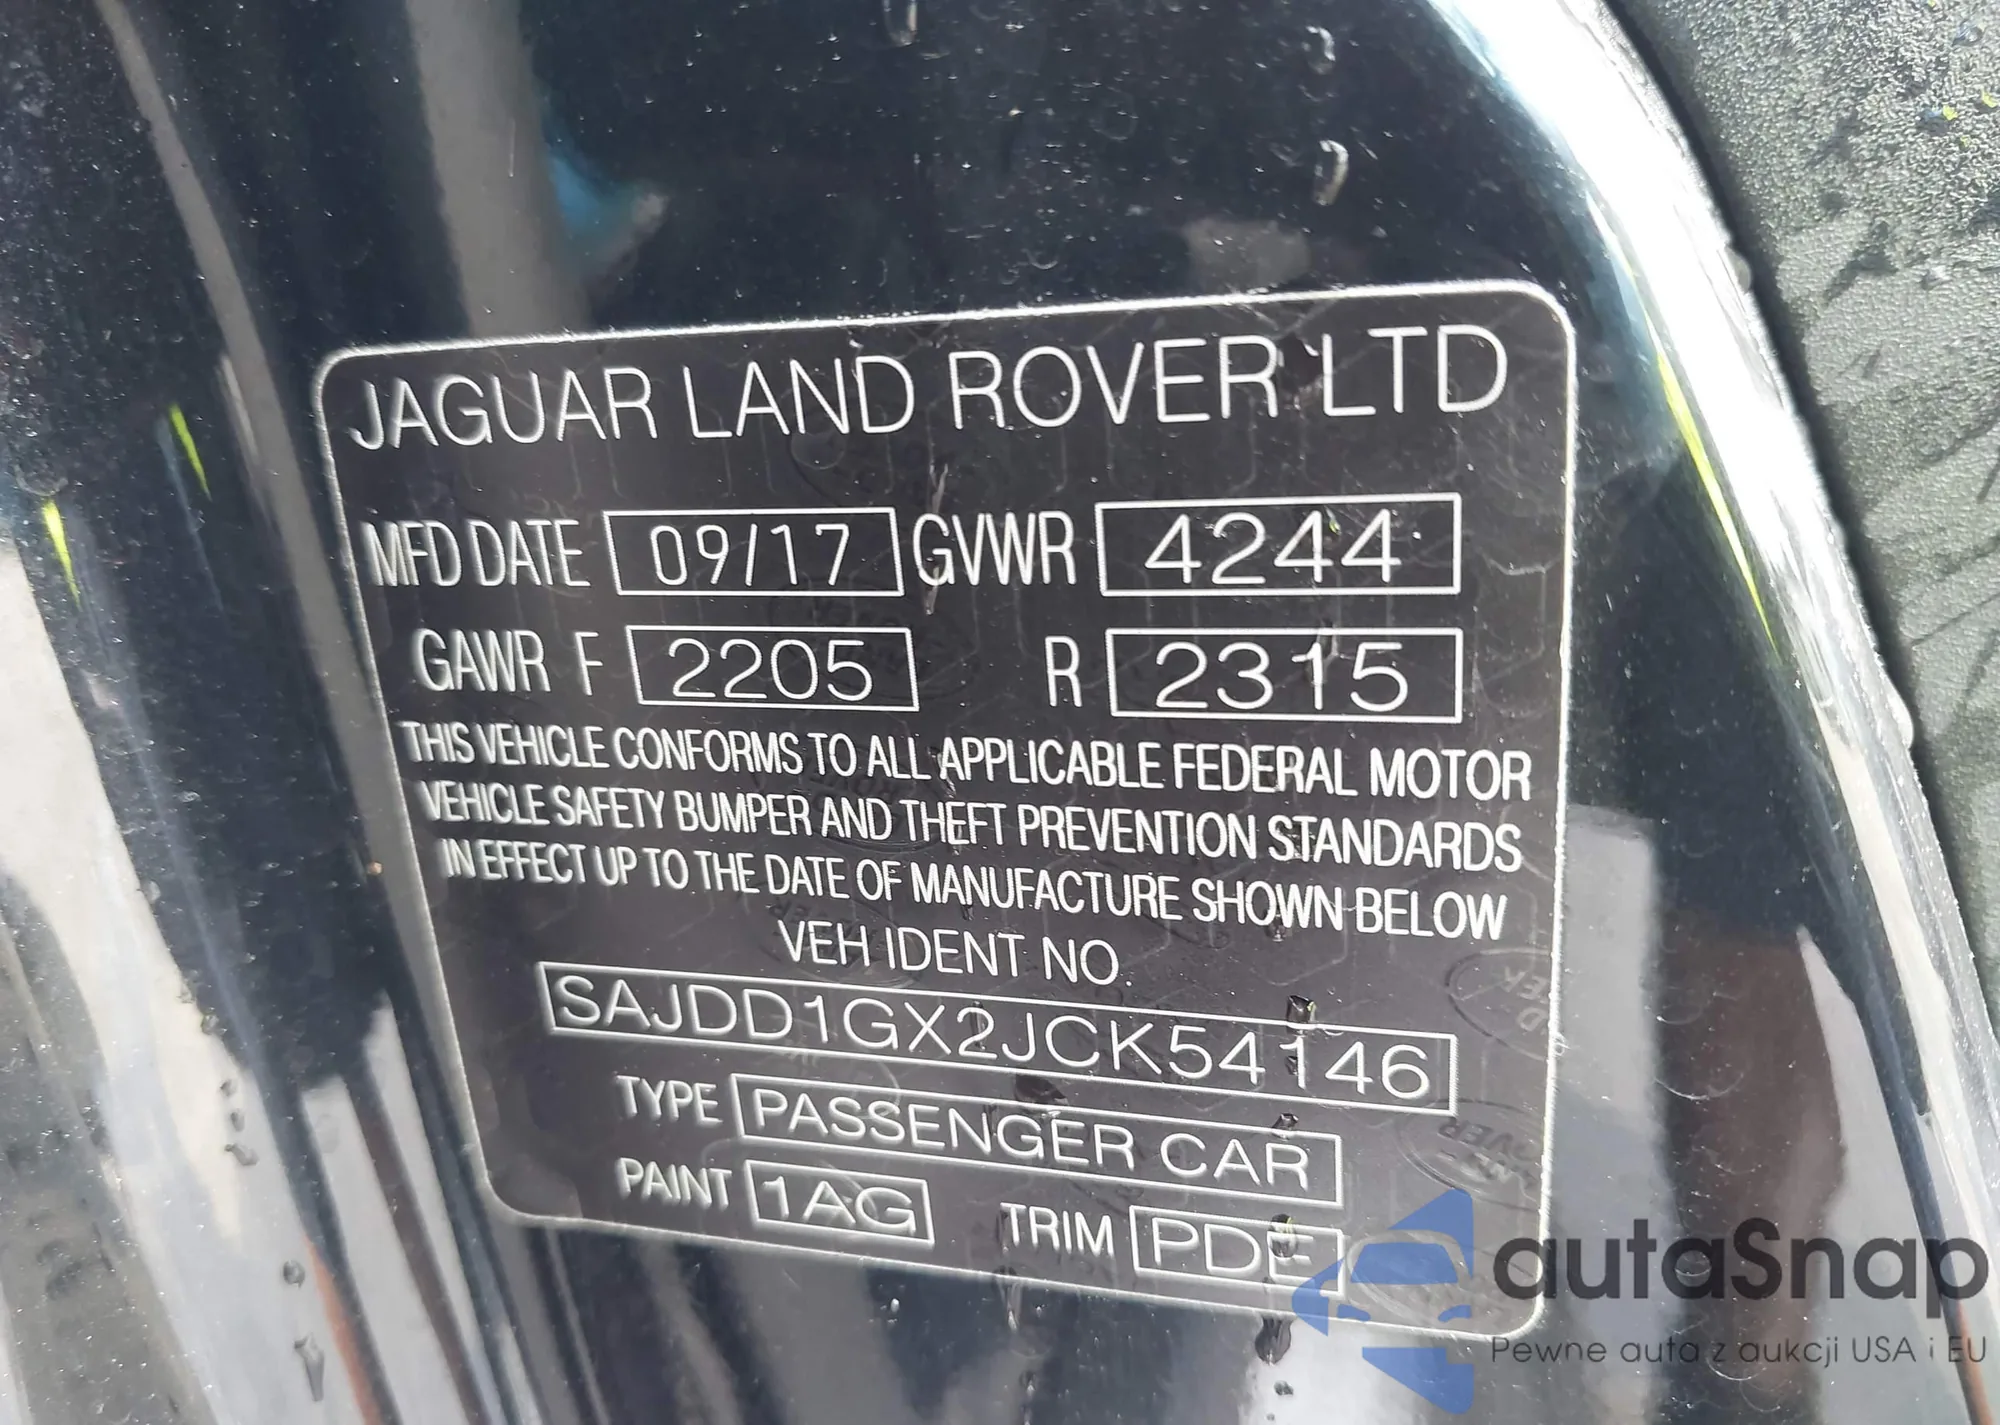 JAGUAR LAND ROVER LTD
MFD DATE 09/17 GVWR 4244
GAWR F 2205 R 2315
THIS VEHICLE CONFORMS TO ALL APPLICABLE FEDERAL MOTOR
VEHICLE SAFETY BUMPER AND THEFT PREVENTION STANDARDS
IN EFFECT UP TO THE DATE OF MANUFACTURE SHOWN BELOW
VEH IDENT NO.
SAJDD1GX2JCK54146
TYPE PASSENGER CAR
PAINT 1AG TRIM PDE
autaSnap
Pewne auta z aukcji USA i EU